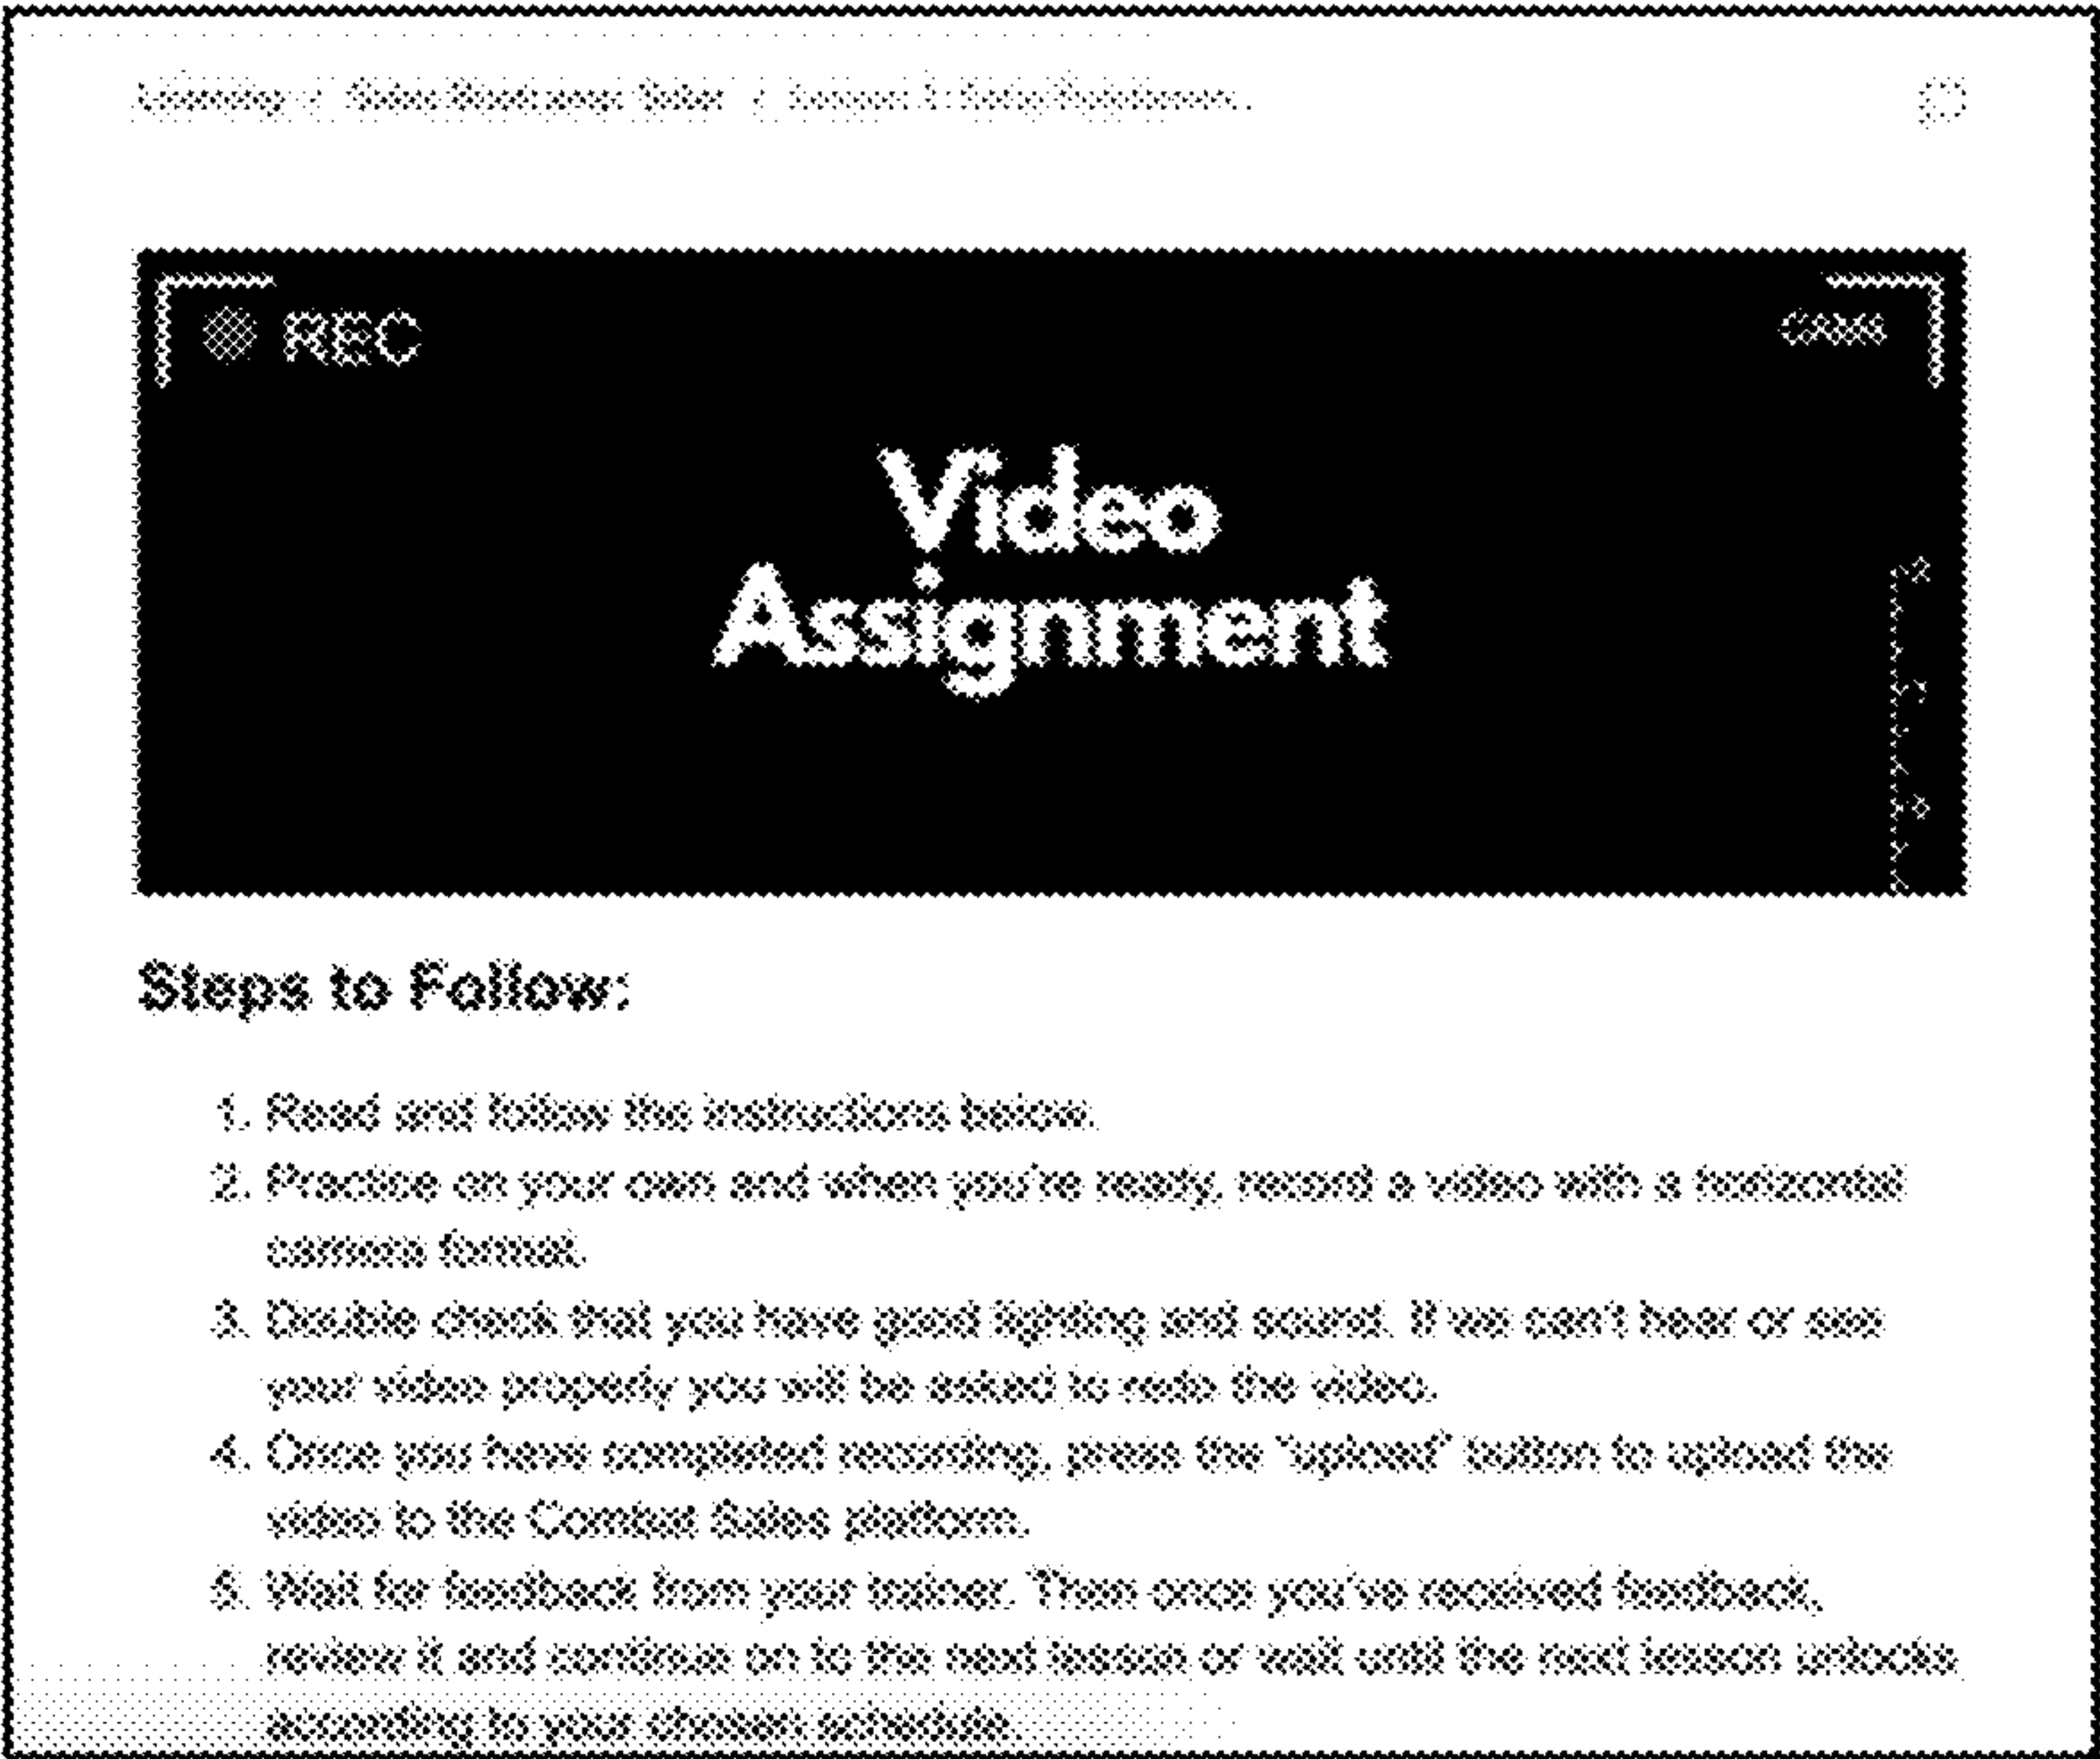 REC
Video
Assignment
Steps to Follow:
1. Read and follow the instructions below.
2. Practice on your own and when you're ready, record a video with a horizontal
camera format.
3. Double check that you have good lighting and sound. If we can't hear or see
your video properly you will be asked to redo the video.
4. Once you have completed recording, press the "upload" button to upload the
video to the Combat Sales platform.
5. Wait for feedback from your trainer. Then once you've received feedback,
review it and continue on to the next lesson or wait until the next lesson unlocks
according to your chosen schedule.